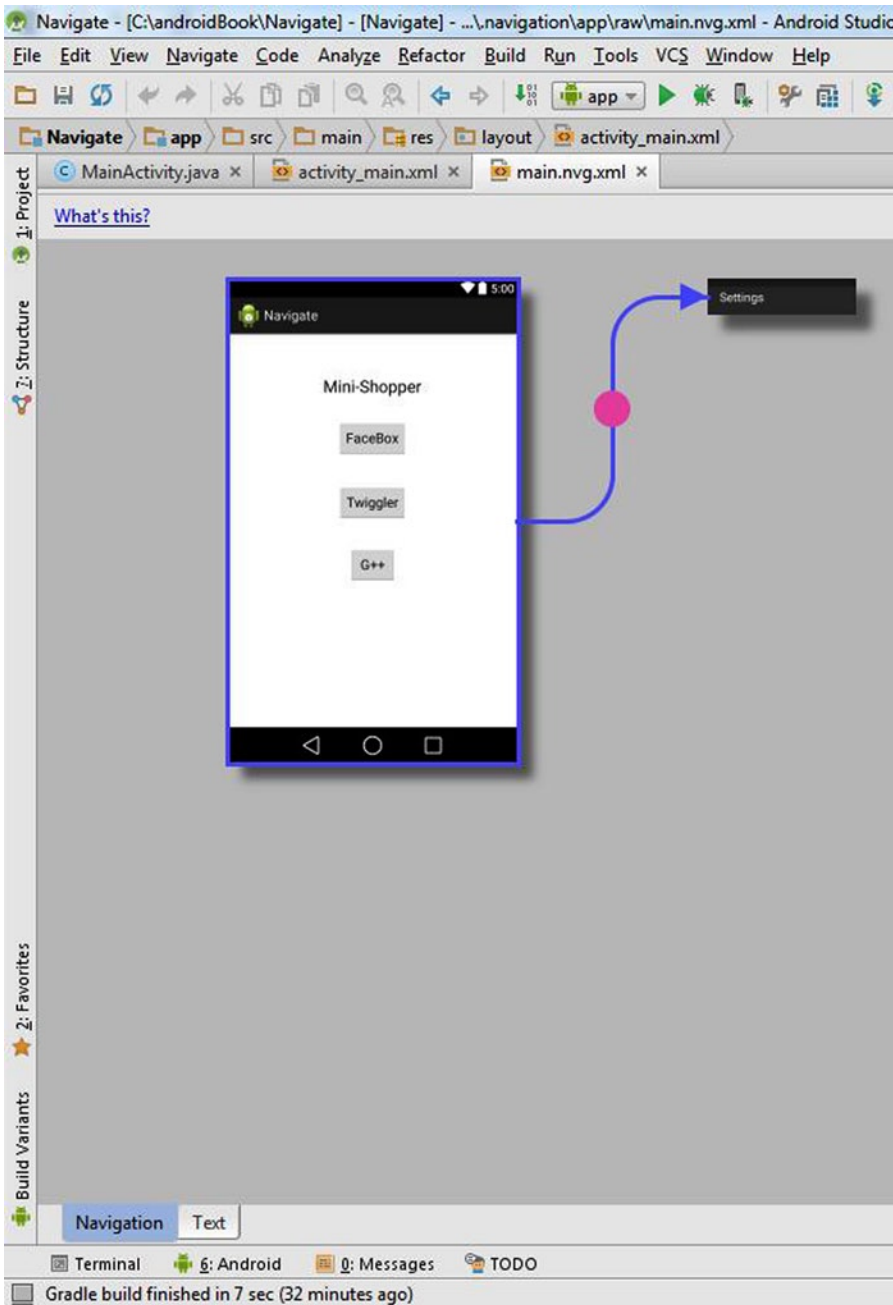 Navigate - [C:\androidBook\Navigate] - [Navigate] - ...\.navigation\app\raw\main.nvg.xml - Android Studio
File Edit View Navigate Code Analyze Refactor Build Run Tools VCS Window Help
app
Navigate app src main res layout activity_main.xml
MainActivity.java activity_main.xml main.nvg.xml
What's this?
1: Project
7: Structure
2: Favorites
Build Variants
5:00
Navigate
Mini-Shopper
FaceBox
Twiggler
G++
Settings
Navigation Text
Terminal 6: Android 0: Messages TODO
Gradle build finished in 7 sec (32 minutes ago)